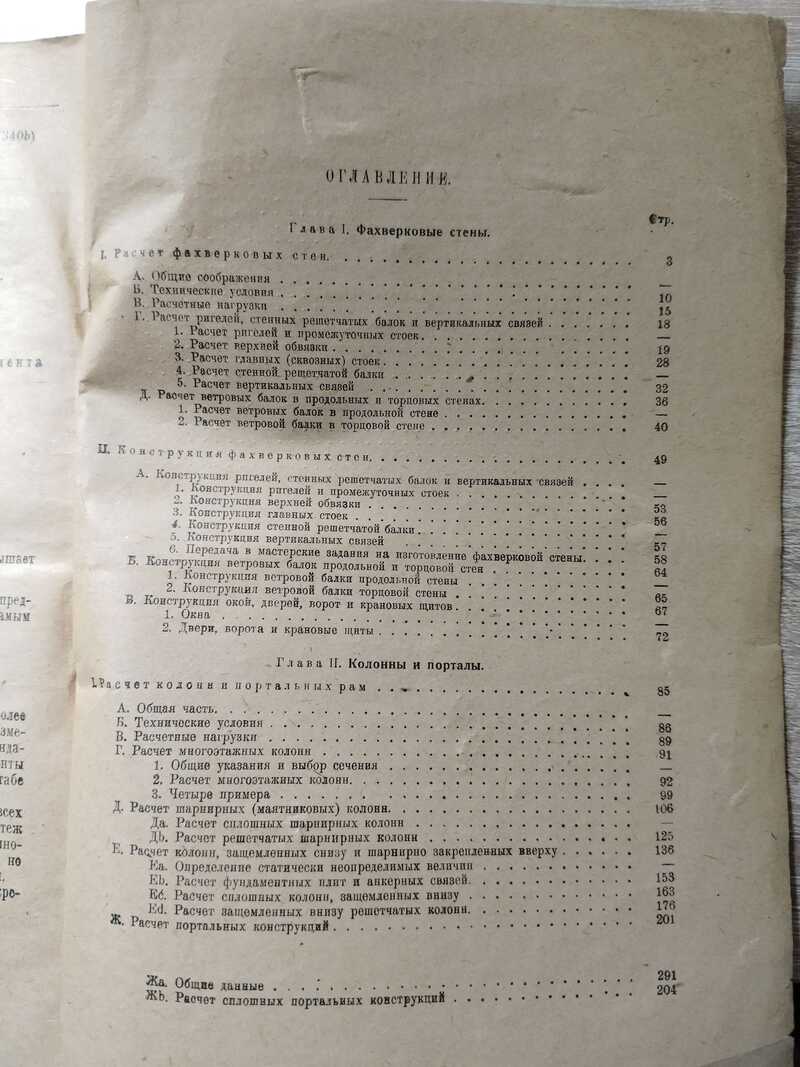 ОГЛАВЛЕНИЕ.
Стр.
Глава I. Фахверковые стены.
I. Расчет фахверковых стен. 3
А. Общие соображения —
Б. Технические условия 10
В. Расчетные нагрузки 15
Г. Расчет ригелей, стенных решетчатых балок и вертикальных связей 18
1. Расчет ригелей и промежуточных стоек. —
2. Расчет верхней обвязки 19
3. Расчет главных (сквозных) стоек. 28
4. Расчет стенной решетчатой балки —
5. Расчет вертикальных связей 32
Д. Расчет ветровых балок в продольных и торцовых стенах. 36
1. Расчет ветровых балок в продольной стене —
2. Расчет ветровой балки в торцовой стене 40
II. Конструкция фахверковых стен. 49
А. Конструкция ригелей, стенных решетчатых балок и вертикальных связей —
1. Конструкция ригелей и промежуточных стоек —
2. Конструкция верхней обвязки 53
3. Конструкция главных стоек 56
4. Конструкция стенной решетчатой балки —
5. Конструкция вертикальных связей 57
6. Передача в мастерские задания на изготовление фахверковой стены. 58
Б. Конструкция ветровых балок продольной и торцовой стен 64
1. Конструкция ветровой балки продольной стены —
2. Конструкция ветровой балки торцовой стены 65
В. Конструкция окон, дверей, ворот и крановых щитов. 67
1. Окна —
2. Двери, ворота и крановые щиты 72
Глава II. Колонны и порталы.
I. Расчет колонн и портальных рам 85
А. Общая часть. —
Б. Технические условия 86
В. Расчетные нагрузки 89
Г. Расчет многоэтажных колонн 91
1. Общие указания и выбор сечения —
2. Расчет многоэтажных колонн. 92
3. Четыре примера 99
Д. Расчет шарнирных (маятниковых) колонн. 106
Да. Расчет сплошных шарнирных колонн —
Дb. Расчет решетчатых шарнирных колонн 125
Е. Расчет колонн, защемленных снизу и шарнирно закрепленных вверху 136
Еа. Определение статически неопределимых величин —
Еb. Расчет фундаментных плит и анкерных связей. 153
Ес. Расчет сплошных колонн, защемленных внизу 163
Еd. Расчет защемленных внизу решетчатых колонн. 176
Ж. Расчет портальных конструкций 201
Жа. Общие данные 291
Жb. Расчет сплошных портальных конструкций 204